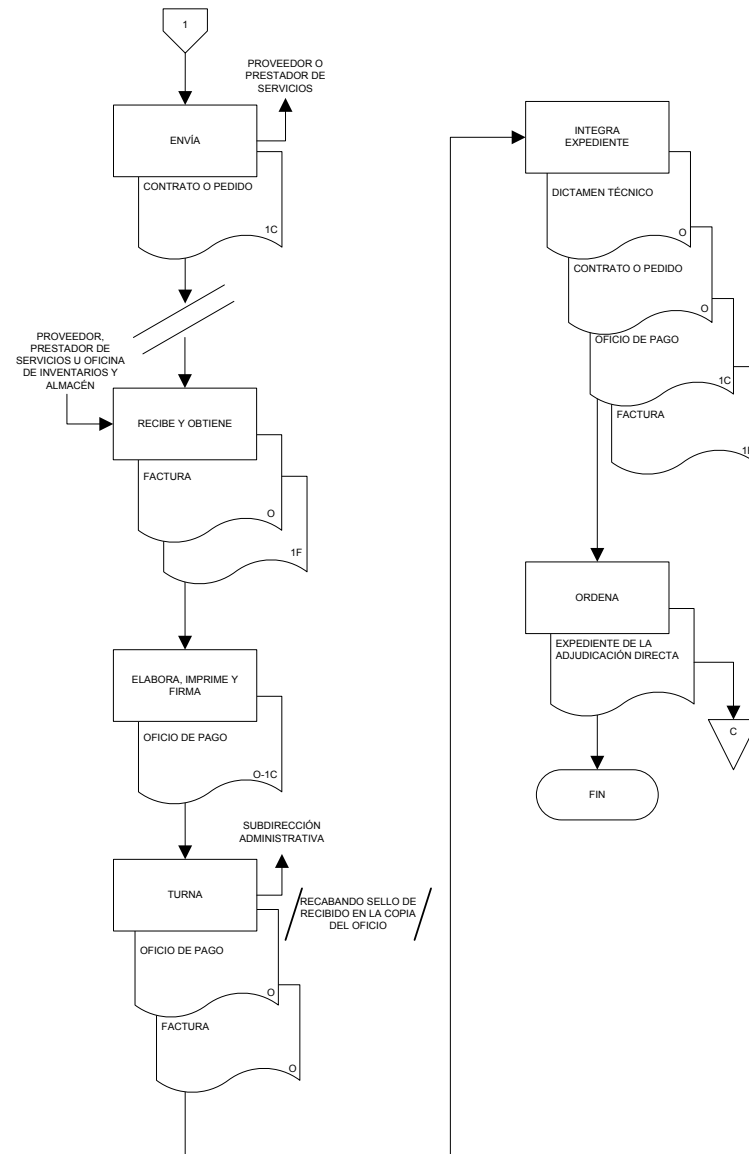 1
PROVEEDOR O
PRESTADOR DE
SERVICIOS
ENVÍA
CONTRATO O PEDIDO
1C
PROVEEDOR,
PRESTADOR DE
SERVICIOS U OFICINA
DE INVENTARIOS Y
ALMACÉN
RECIBE Y OBTIENE
FACTURA
O
1F
ELABORA, IMPRIME Y
FIRMA
OFICIO DE PAGO
O-1C
SUBDIRECCIÓN
ADMINISTRATIVA
TURNA
RECABANDO SELLO DE
RECIBIDO EN LA COPIA
DEL OFICIO
OFICIO DE PAGO
O
FACTURA
O
INTEGRA
EXPEDIENTE
DICTAMEN TÉCNICO
O
CONTRATO O PEDIDO
O
OFICIO DE PAGO
1C
FACTURA
ORDENA
EXPEDIENTE DE LA
ADJUDICACIÓN DIRECTA
C
FIN